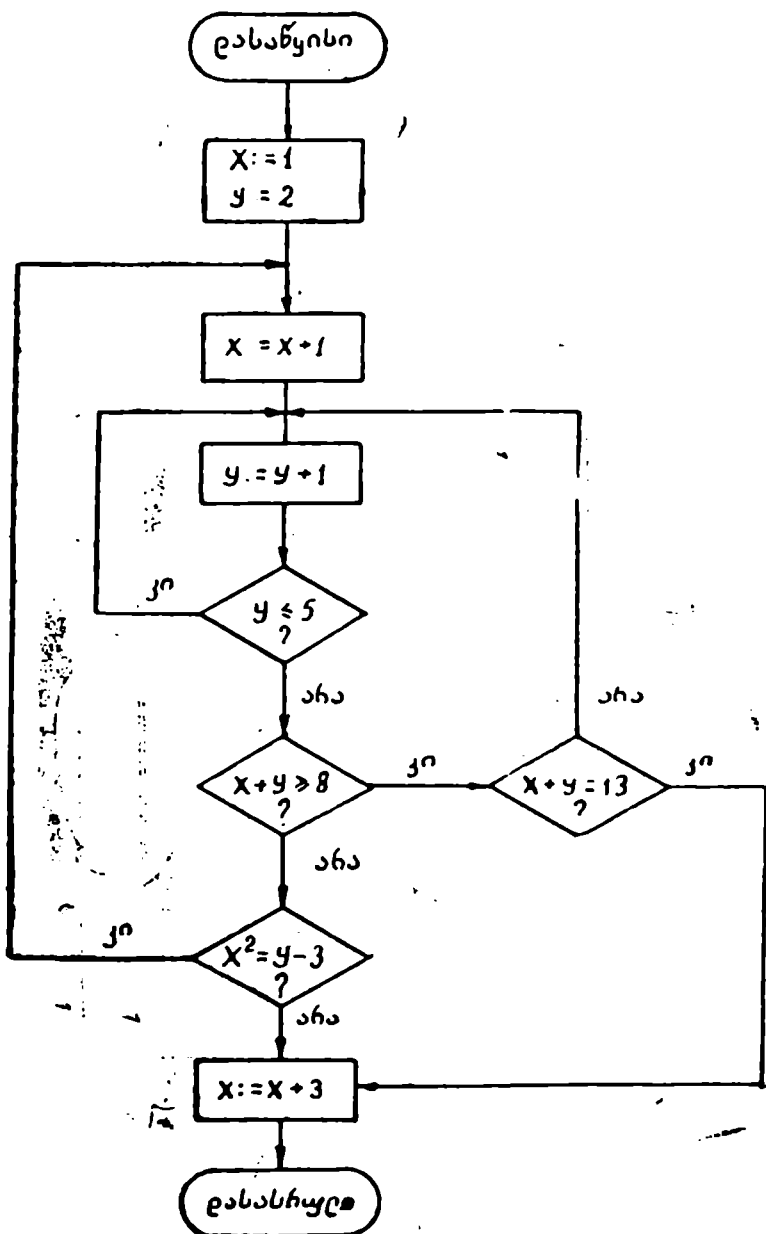 დასაწყისი
X:=1
y = 2
X = X+1
y.=y+1
კი
y ≤ 5
?
არა
არა
X+y≥8
?
კი
X+y=13
?
კი
არა
კი
X²=y-3
?
არა
X:=X+3
დასასრული